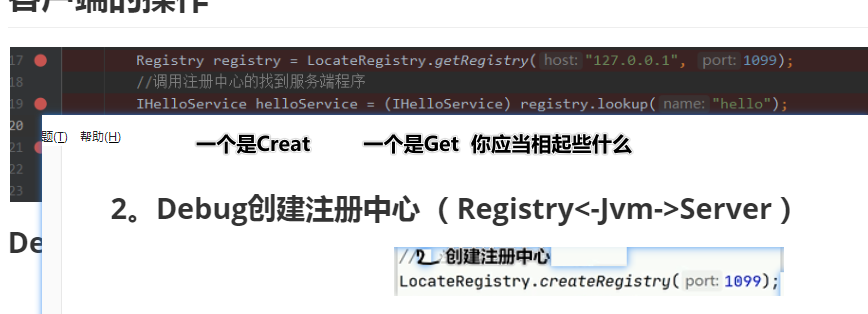 客户端的操作
17 Registry registry = LocateRegistry.getRegistry( host: "127.0.0.1", port: 1099);
18 //调用注册中心的找到服务端程序
19 IHelloService helloService = (IHelloService) registry.lookup( name: "hello");
20
题(T) 帮助(H)
21
一个是Creat 一个是Get 你应当相起些什么
22
23
2。Debug创建注册中心（Registry<-Jvm->Server）
De
// 创建注册中心
LocateRegistry.createRegistry( port: 1099);